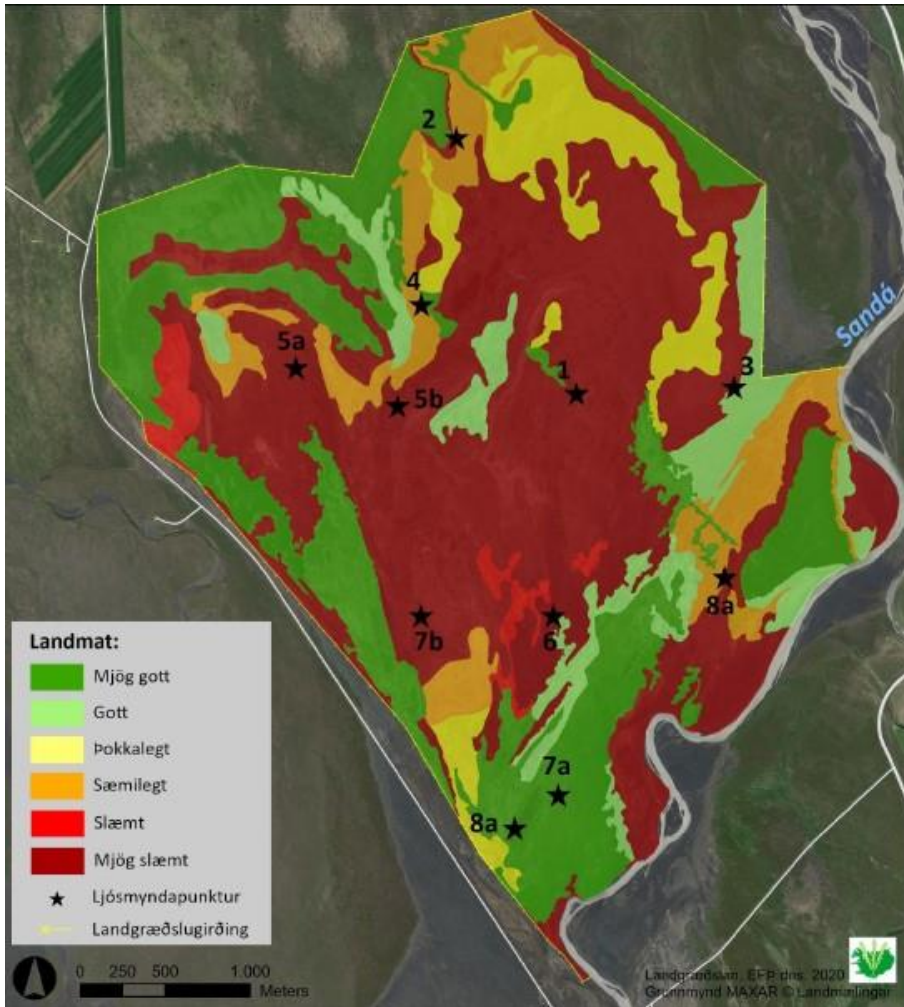 2
Sandá
4
5a
1
3
5b
8a
7b
6
7a
8a
Landmat:
Mjög gott
Gott
Þokkalegt
Sæmilegt
Slæmt
Mjög slæmt
Ljósmyndapunktur
Landgræðslugirðing
0 250 500 1.000
Meters
Landgræðslan, EFÞ des. 2020
Grunnmynd MAXAR © Landmælingar